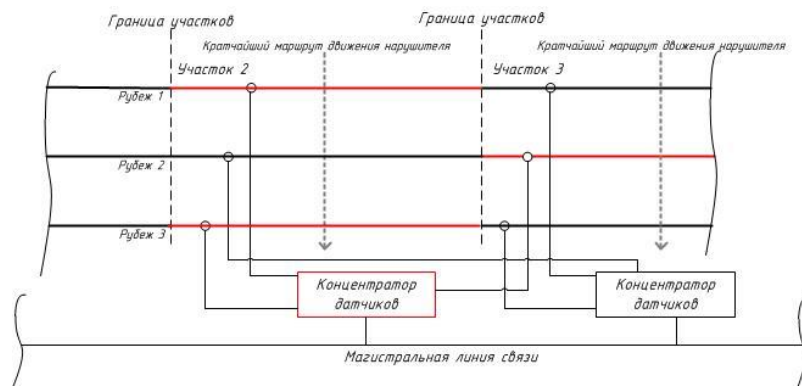 Граница участков
Граница участков
Кратчайший маршрут движения нарушителя
Кратчайший маршрут движения нарушителя
Участок 2
Участок 3
Рубеж 1
Рубеж 2
Рубеж 3
Концентратор
датчиков
Концентратор
датчиков
Магистральная линия связи